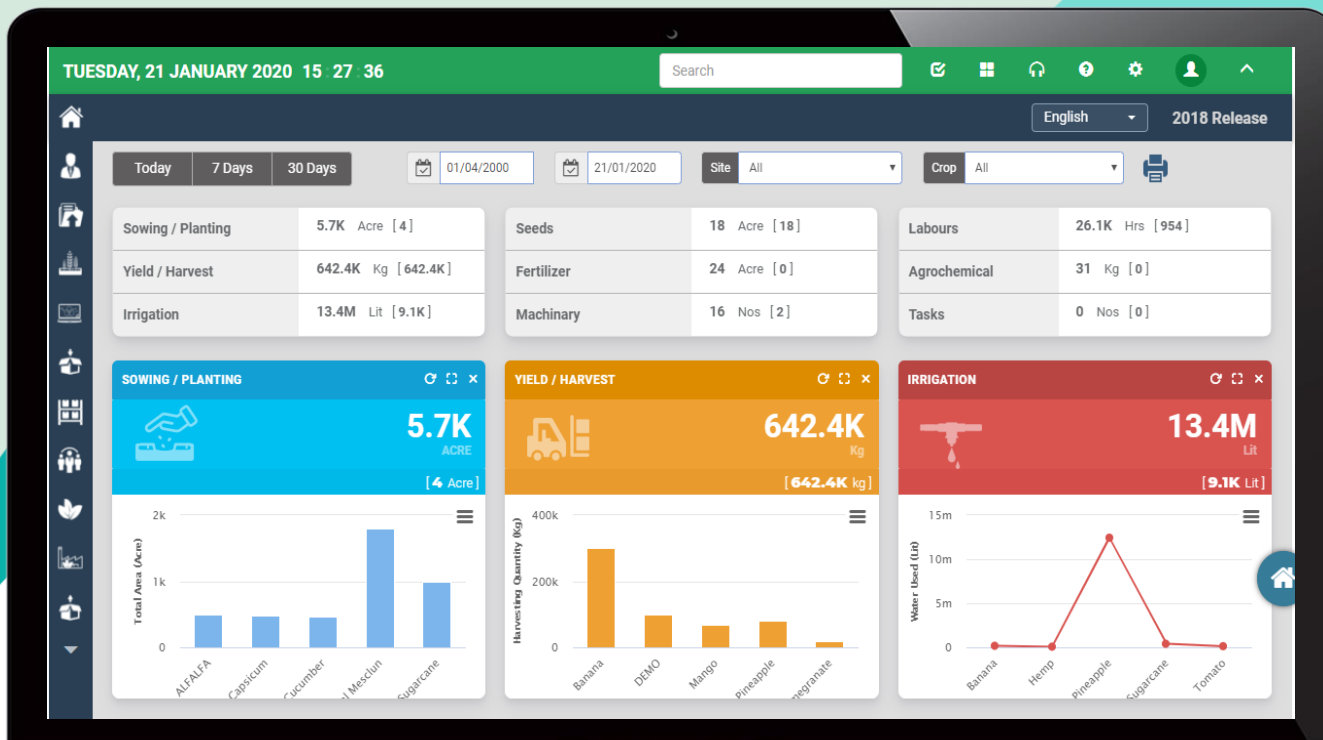 TUESDAY, 21 JANUARY 2020 15:27:36
Search
English
2018 Release
Today 7 Days 30 Days
01/04/2000
21/01/2020
Site All
Crop All
Sowing / Planting 5.7K Acre [4]
Seeds 18 Acre [18]
Labours 26.1K Hrs [954]
Yield / Harvest 642.4K Kg [642.4K]
Fertilizer 24 Acre [0]
Agrochemical 31 Kg [0]
Irrigation 13.4M Lit [9.1K]
Machinary 16 Nos [2]
Tasks 0 Nos [0]
SOWING / PLANTING
5.7K
ACRE
[4 Acre]
Total Area (Acre)
2k
1k
0
ALFALFA
Capsicum
Cucumber
Mesclun
Sugarcane
YIELD / HARVEST
642.4K
Kg
[642.4K kg]
Harvesting Quantity (Kg)
400k
200k
0
Banana
DEMO
Mango
Pineapple
megranate
IRRIGATION
13.4M
Lit
[9.1K Lit]
Water Used (Lit)
15m
10m
5m
0
Banana
Hemp
Pineapple
Sugarcane
Tomato